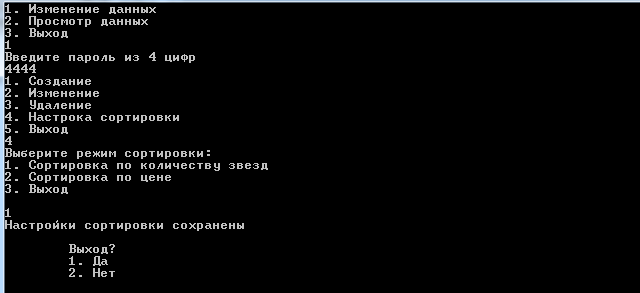 1. Изменение данных
2. Просмотр данных
3. Выход
1
Введите пароль из 4 цифр
4444
1. Создание
2. Изменение
3. Удаление
4. Настрока сортировки
5. Выход
4
Выберите режим сортировки:
1. Сортировка по количеству звезд
2. Сортировка по цене
3. Выход
1
Настройки сортировки сохранены
Выход?
1. Да
2. Нет